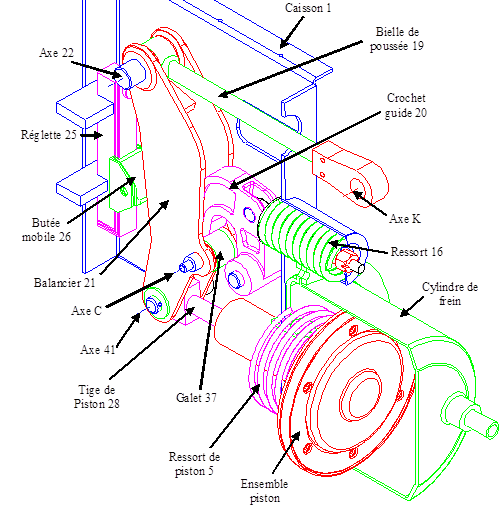 Caisson 1
Bielle de
poussée 19
Axe 22
Crochet
guide 20
Réglette 25
Axe K
Butée
mobile 26
Ressort 16
Balancier 21
Cylindre de
frein
Axe C
Axe 41
Tige de
Piston 28
Galet 37
Ressort de
piston 5
Ensemble
piston